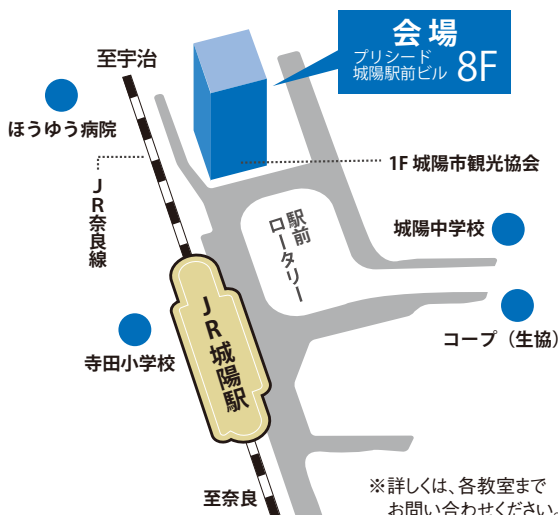 会場
プリシード
城陽駅前ビル 8F
至宇治
ほうゆう病院
1F 城陽市観光協会
JR奈良線
駅前
ロータリー
城陽中学校
コープ（生協）
寺田小学校
JR城陽駅
至奈良
※詳しくは、各教室まで
お問い合わせください。